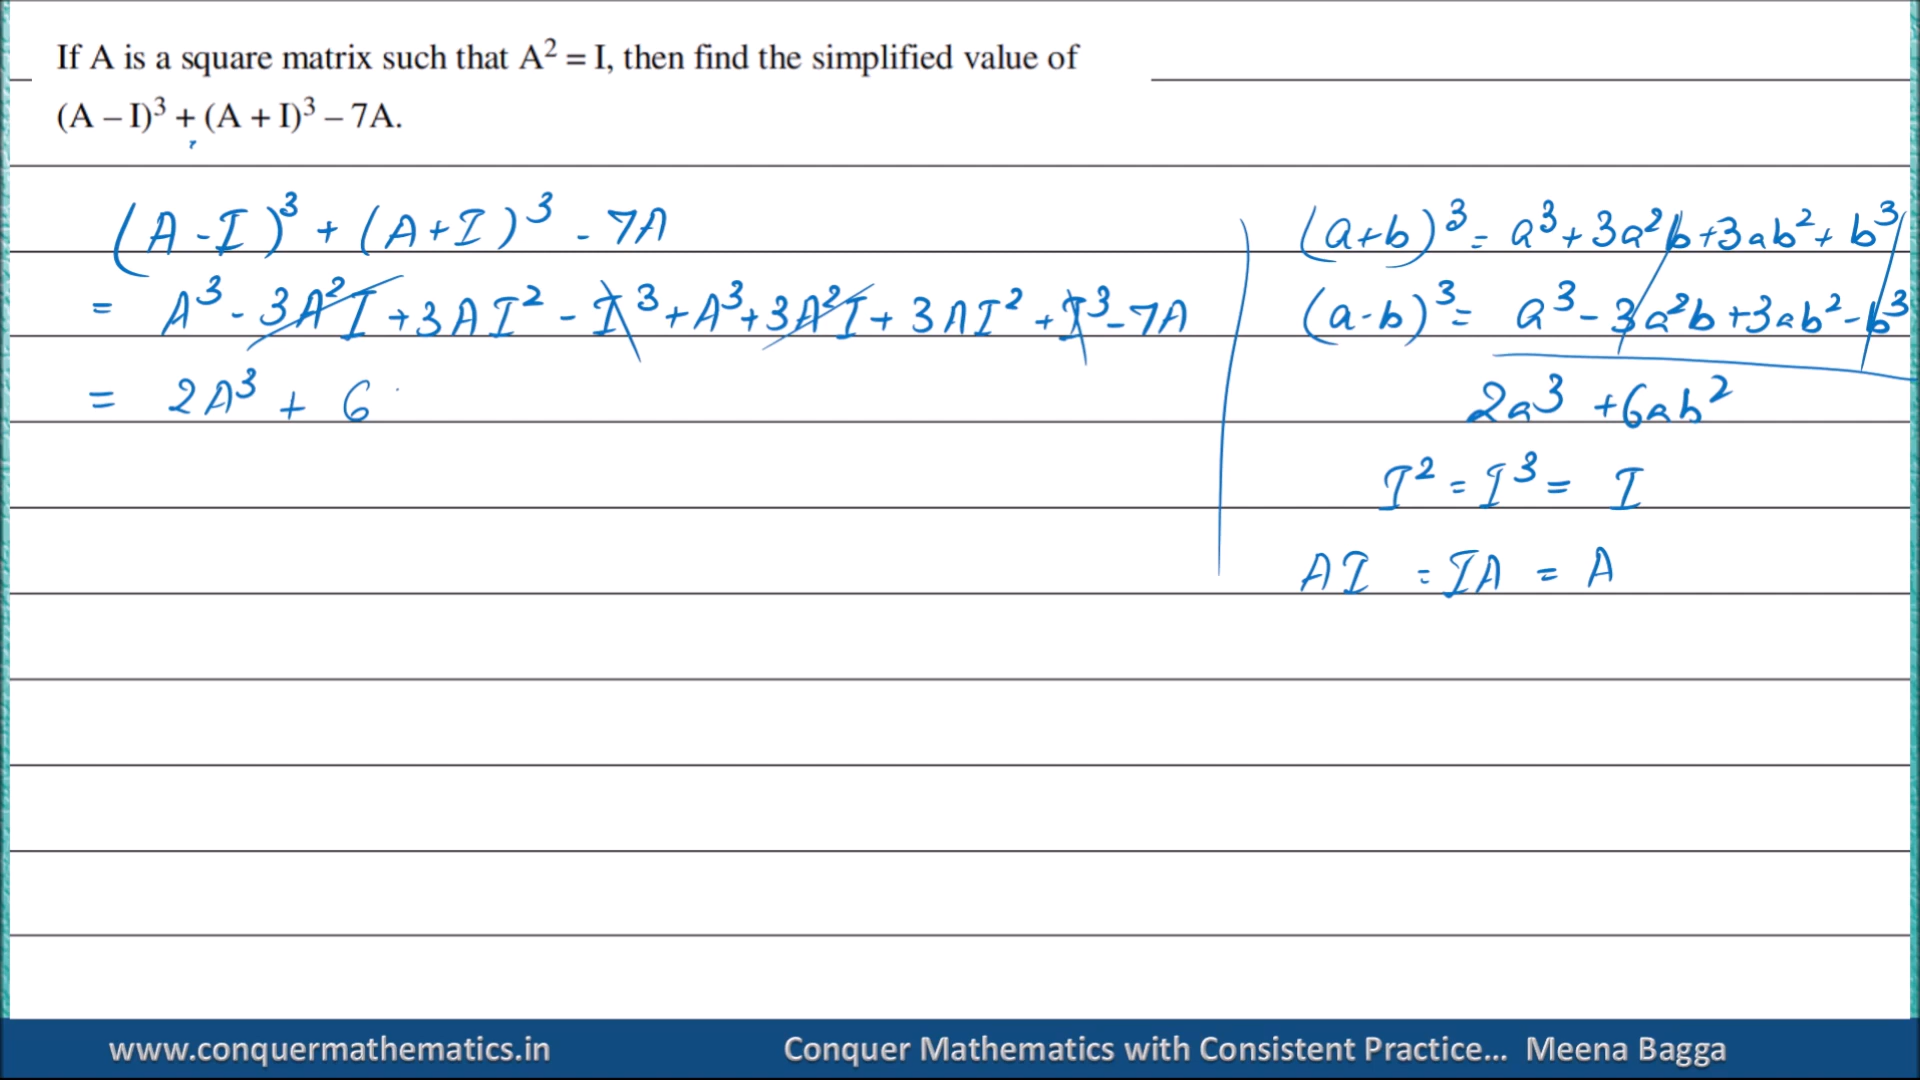 If A is a square matrix such that A² = I, then find the simplified value of
(A – I)³ + (A + I)³ – 7A.
(A - I)³ + (A + I)³ - 7A
= A³ - 3A²I + 3AI² - I³ + A³ + 3A²I + 3AI² + I³ - 7A
= 2A³ + 6
(a+b)³ = a³ + 3a²b + 3ab² + b³
(a-b)³ = a³ - 3a²b + 3ab² - b³
2a³ + 6ab²
I² = I³ = I
AI = IA = A
www.conquermathematics.in
Conquer Mathematics with Consistent Practice... Meena Bagga